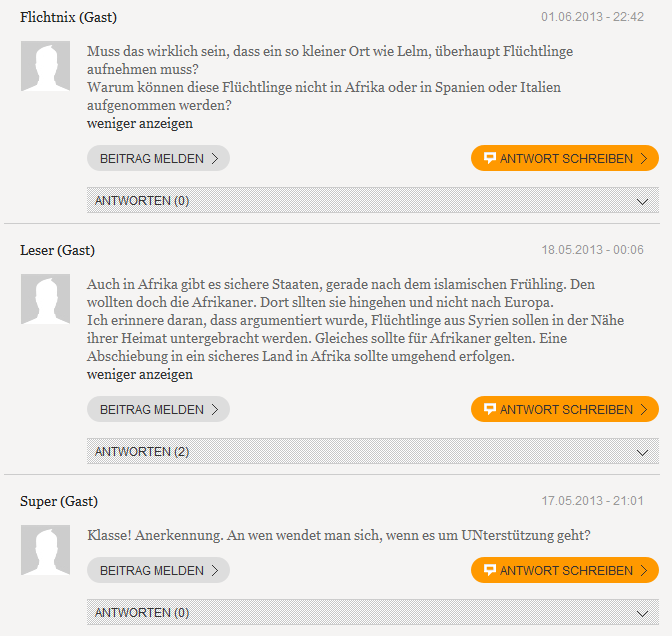 Flichtnix (Gast)
01.06.2013 - 22:42
Muss das wirklich sein, dass ein so kleiner Ort wie Lelm, überhaupt Flüchtlinge
aufnehmen muss?
Warum können diese Flüchtlinge nicht in Afrika oder in Spanien oder Italien
aufgenommen werden?
weniger anzeigen
BEITRAG MELDEN
ANTWORT SCHREIBEN
ANTWORTEN (0)
Leser (Gast)
18.05.2013 - 00:06
Auch in Afrika gibt es sichere Staaten, gerade nach dem islamischen Frühling. Den
wollten doch die Afrikaner. Dort sllten sie hingehen und nicht nach Europa.
Ich erinnere daran, dass argumentiert wurde, Flüchtlinge aus Syrien sollen in der Nähe
ihrer Heimat untergebracht werden. Gleiches sollte für Afrikaner gelten. Eine
Abschiebung in ein sicheres Land in Afrika sollte umgehend erfolgen.
weniger anzeigen
BEITRAG MELDEN
ANTWORT SCHREIBEN
ANTWORTEN (2)
Super (Gast)
17.05.2013 - 21:01
Klasse! Anerkennung. An wen wendet man sich, wenn es um UNterstützung geht?
BEITRAG MELDEN
ANTWORT SCHREIBEN
ANTWORTEN (0)